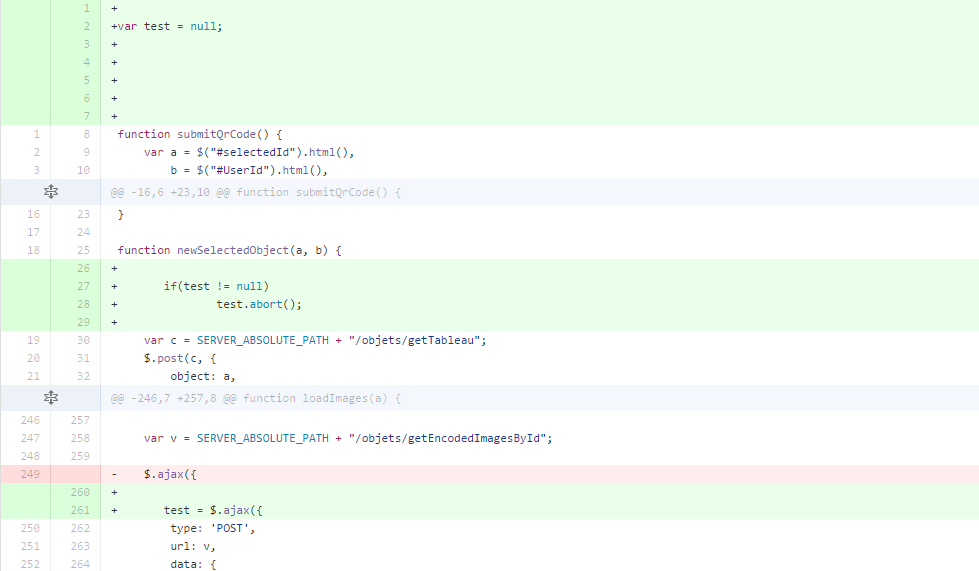 1 +
2 +var test = null;
3 +
4 +
5 +
6 +
7 +
1 8 function submitQrCode() {
2 9 var a = $("#selectedId").html(),
3 10 b = $("#UserId").html(),
@@ -16,6 +23,10 @@ function submitQrCode() {
16 23 }
17 24
18 25 function newSelectedObject(a, b) {
26 +
27 + if(test != null)
28 + test.abort();
29 +
19 30 var c = SERVER_ABSOLUTE_PATH + "/objets/getTableau";
20 31 $.post(c, {
21 32 object: a,
@@ -246,7 +257,8 @@ function loadImages(a) {
246 257
247 258 var v = SERVER_ABSOLUTE_PATH + "/objets/getEncodedImagesById";
248 259
249 - $.ajax({
260 +
261 + test = $.ajax({
250 262 type: 'POST',
251 263 url: v,
252 264 data: {